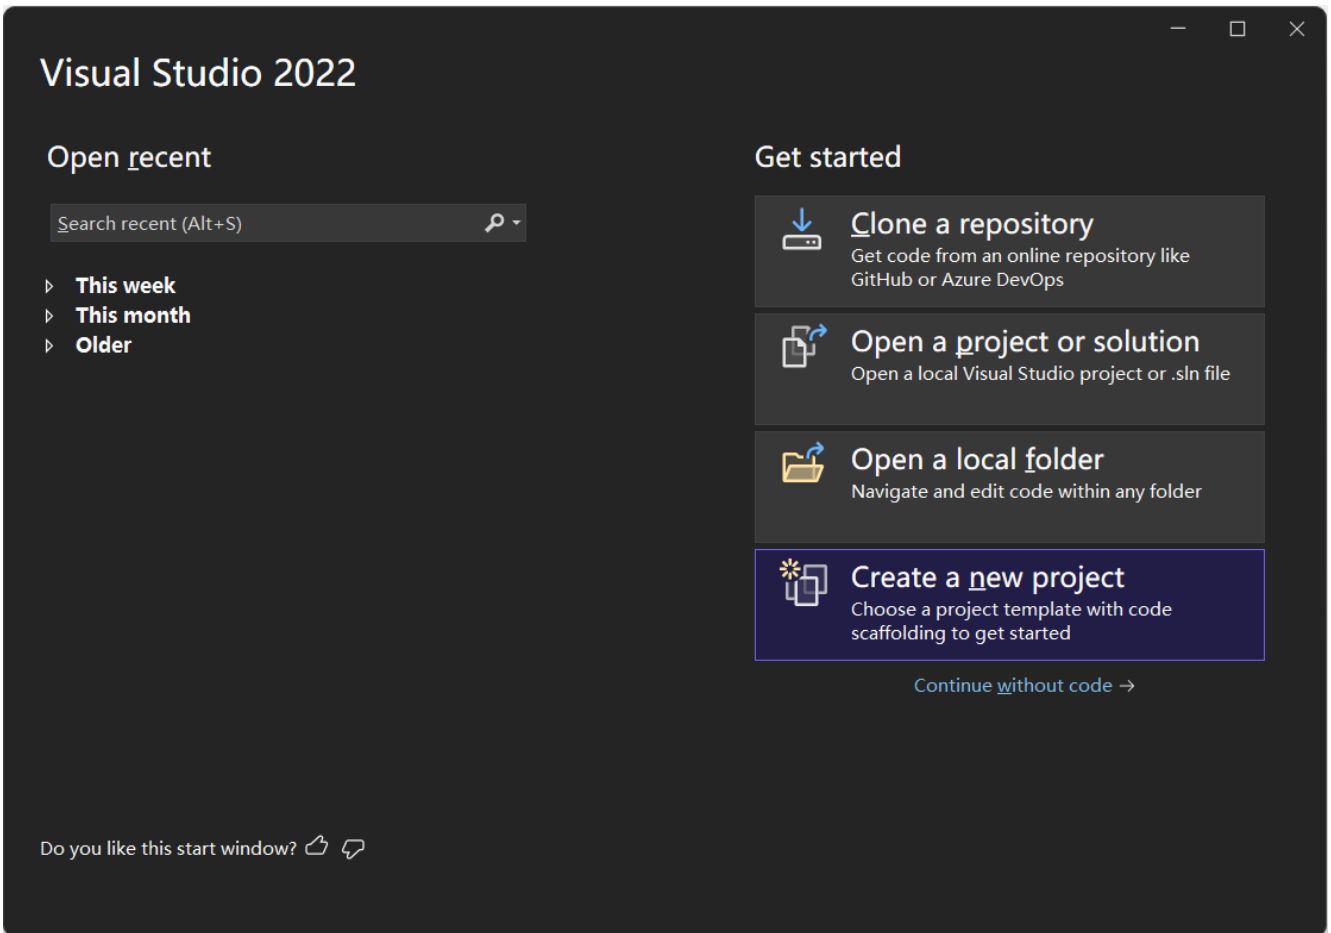 Visual Studio 2022
Open recent
Search recent (Alt+S)
This week
This month
Older
Get started
Clone a repository
Get code from an online repository like
GitHub or Azure DevOps
Open a project or solution
Open a local Visual Studio project or .sln file
Open a local folder
Navigate and edit code within any folder
Create a new project
Choose a project template with code
scaffolding to get started
Continue without code →
Do you like this start window?